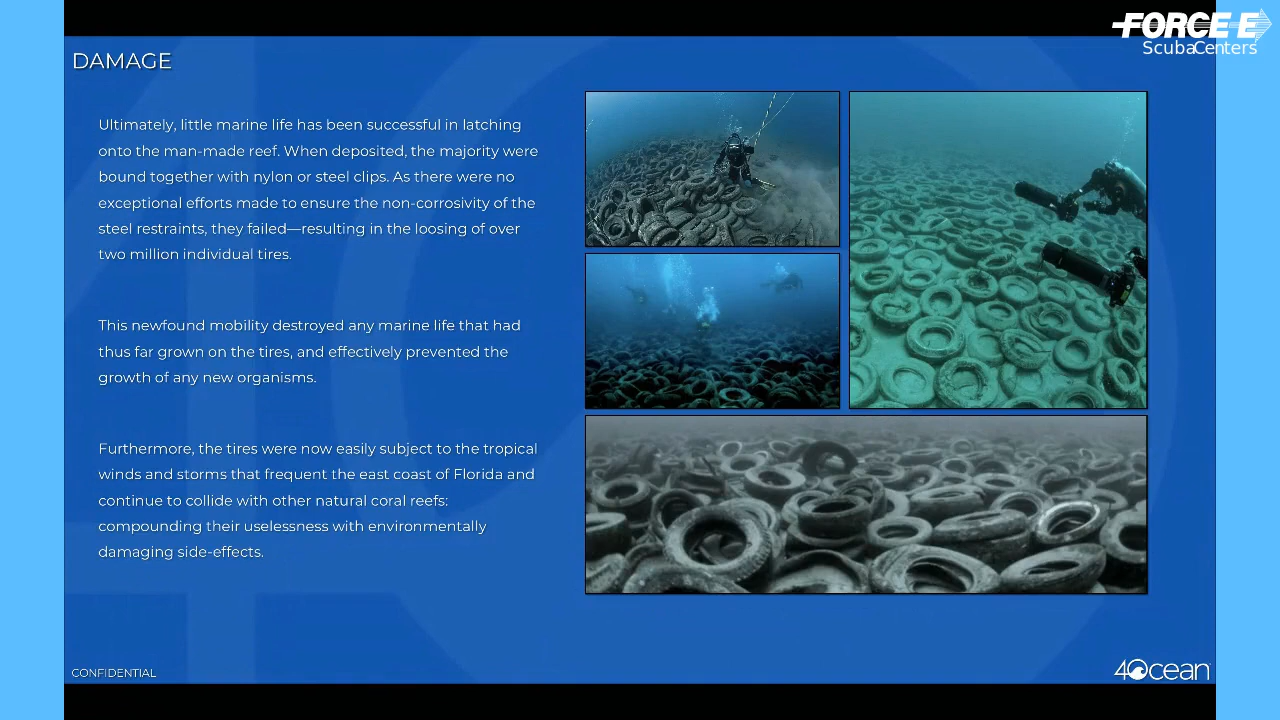 FORCE-E
ScubaCenters
DAMAGE
Ultimately, little marine life has been successful in latching
onto the man-made reef. When deposited, the majority were
bound together with nylon or steel clips. As there were no
exceptional efforts made to ensure the non-corrosivity of the
steel restraints, they failed—resulting in the loosing of over
two million individual tires.
This newfound mobility destroyed any marine life that had
thus far grown on the tires, and effectively prevented the
growth of any new organisms.
Furthermore, the tires were now easily subject to the tropical
winds and storms that frequent the east coast of Florida and
continue to collide with other natural coral reefs:
compounding their uselessness with environmentally
damaging side-effects.
CONFIDENTIAL
4Ocean